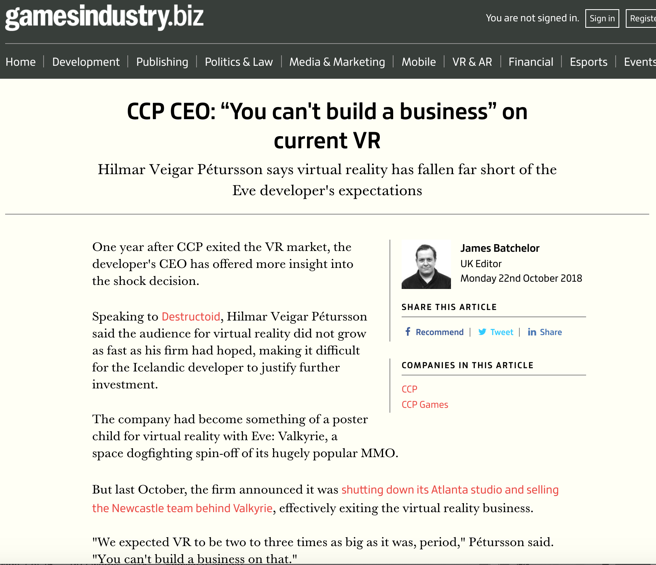 gamesindustry.biz
You are not signed in. Sign in Registe
Home Development Publishing Politics & Law Media & Marketing Mobile VR & AR Financial Esports Events
CCP CEO: “You can't build a business” on
current VR
Hilmar Veigar Pétursson says virtual reality has fallen far short of the
Eve developer's expectations
One year after CCP exited the VR market, the
developer's CEO has offered more insight into
the shock decision.
Speaking to Destructoid, Hilmar Veigar Pétursson
said the audience for virtual reality did not grow
as fast as his firm had hoped, making it difficult
for the Icelandic developer to justify further
investment.
The company had become something of a poster
child for virtual reality with Eve: Valkyrie, a
space dogfighting spin-off of its hugely popular MMO.
But last October, the firm announced it was shutting down its Atlanta studio and selling
the Newcastle team behind Valkyrie, effectively exiting the virtual reality business.
"We expected VR to be two to three times as big as it was, period," Pétursson said.
"You can't build a business on that."
James Batchelor
UK Editor
Monday 22nd October 2018
SHARE THIS ARTICLE
Recommend Tweet Share
COMPANIES IN THIS ARTICLE
CCP
CCP Games